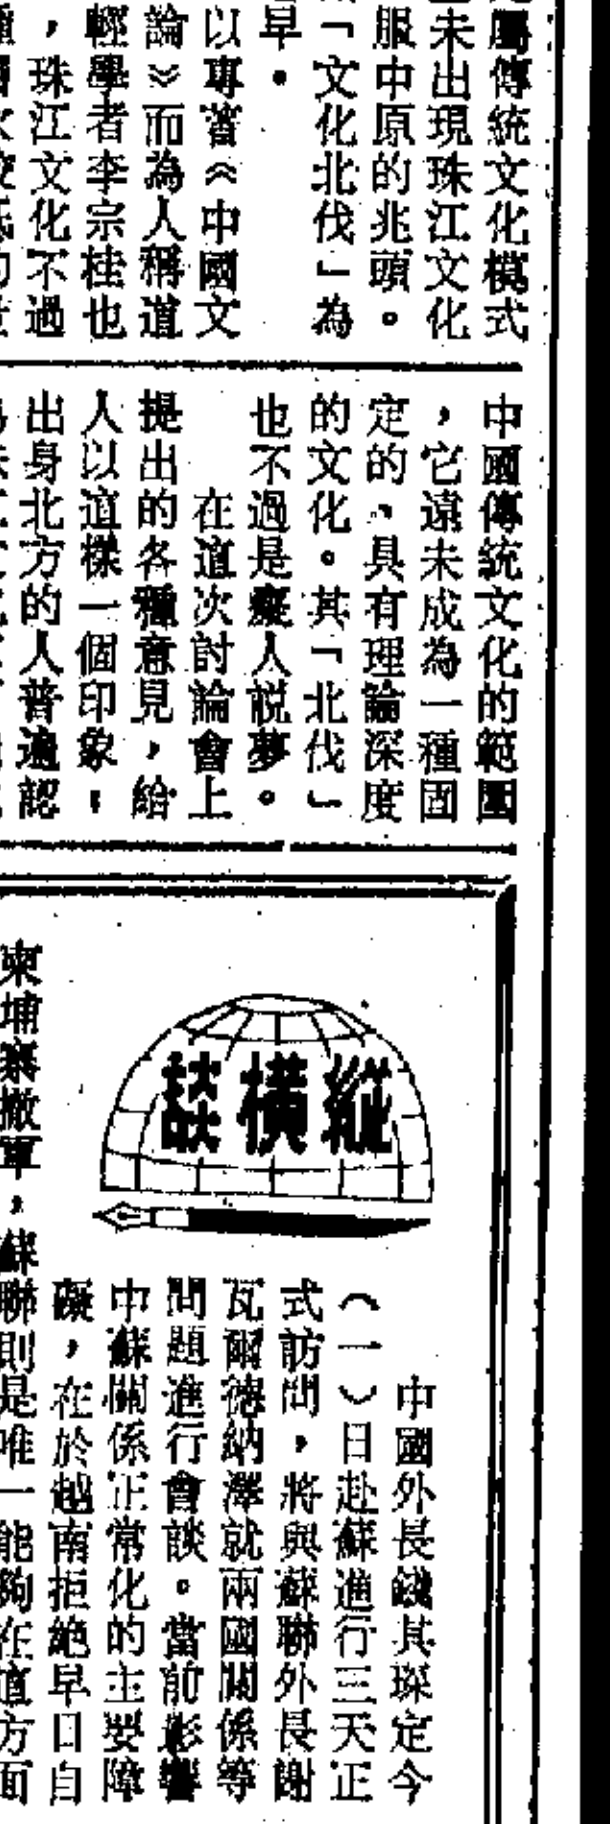 屬傳統文化模式
未出現珠江文化
服中原的兆頭。
「文化北伐」為
早。
以專著《中國文
論》而為人稱道
輕學者李宗桂也
，珠江文化不過
中國傳統文化的範圍
，它遠未成為一種固
定的、具有理論深度
的文化。其「北伐」
也不過是癡人說夢。
在這次討論會上
提出的各種意見，給
人以這樣一個印象：
出身北方的人普遍認
縱橫談
中國外長錢其琛定今
（一）日赴蘇進行三天正
式訪問，將與蘇聯外長謝
瓦爾德納澤就兩國關係等
問題進行會談。當前影響
中蘇關係正常化的主要障
礙，在於越南拒絕早日自
柬埔寨撤軍，蘇聯則是唯一能夠在這方面